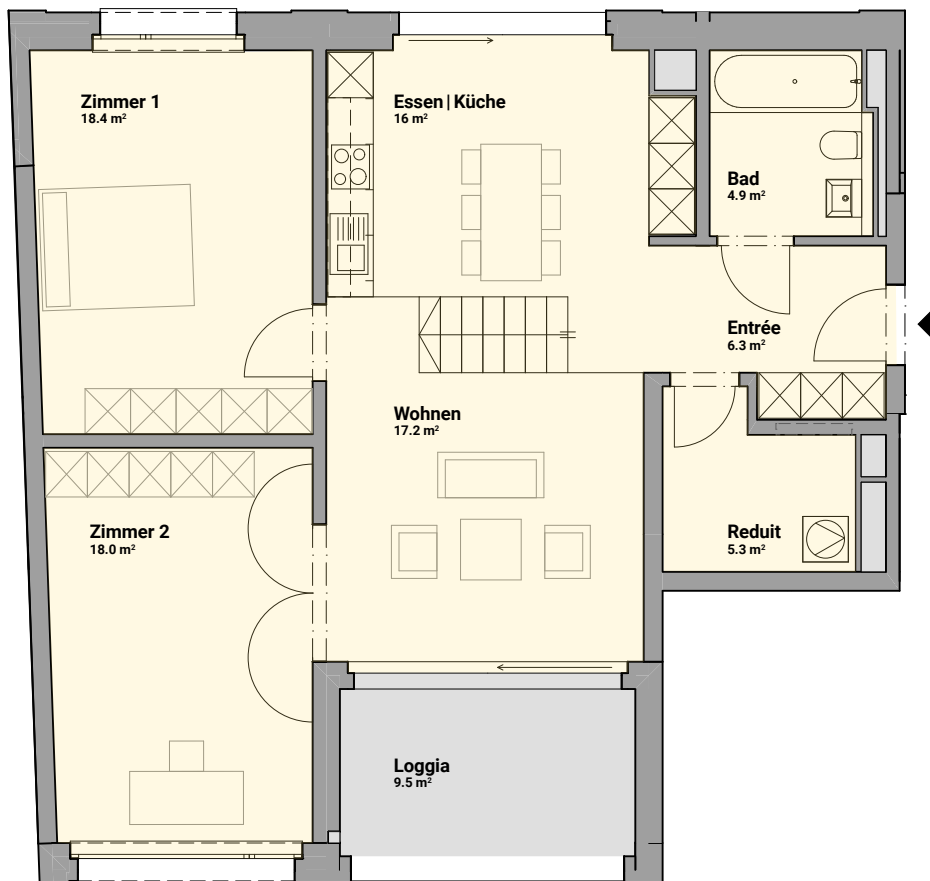 Zimmer 1
18.4 m²
Essen | Küche
16 m²
Bad
4.9 m²
Entrée
6.3 m²
Wohnen
17.2 m²
Zimmer 2
18.0 m²
Reduit
5.3 m²
Loggia
9.5 m²